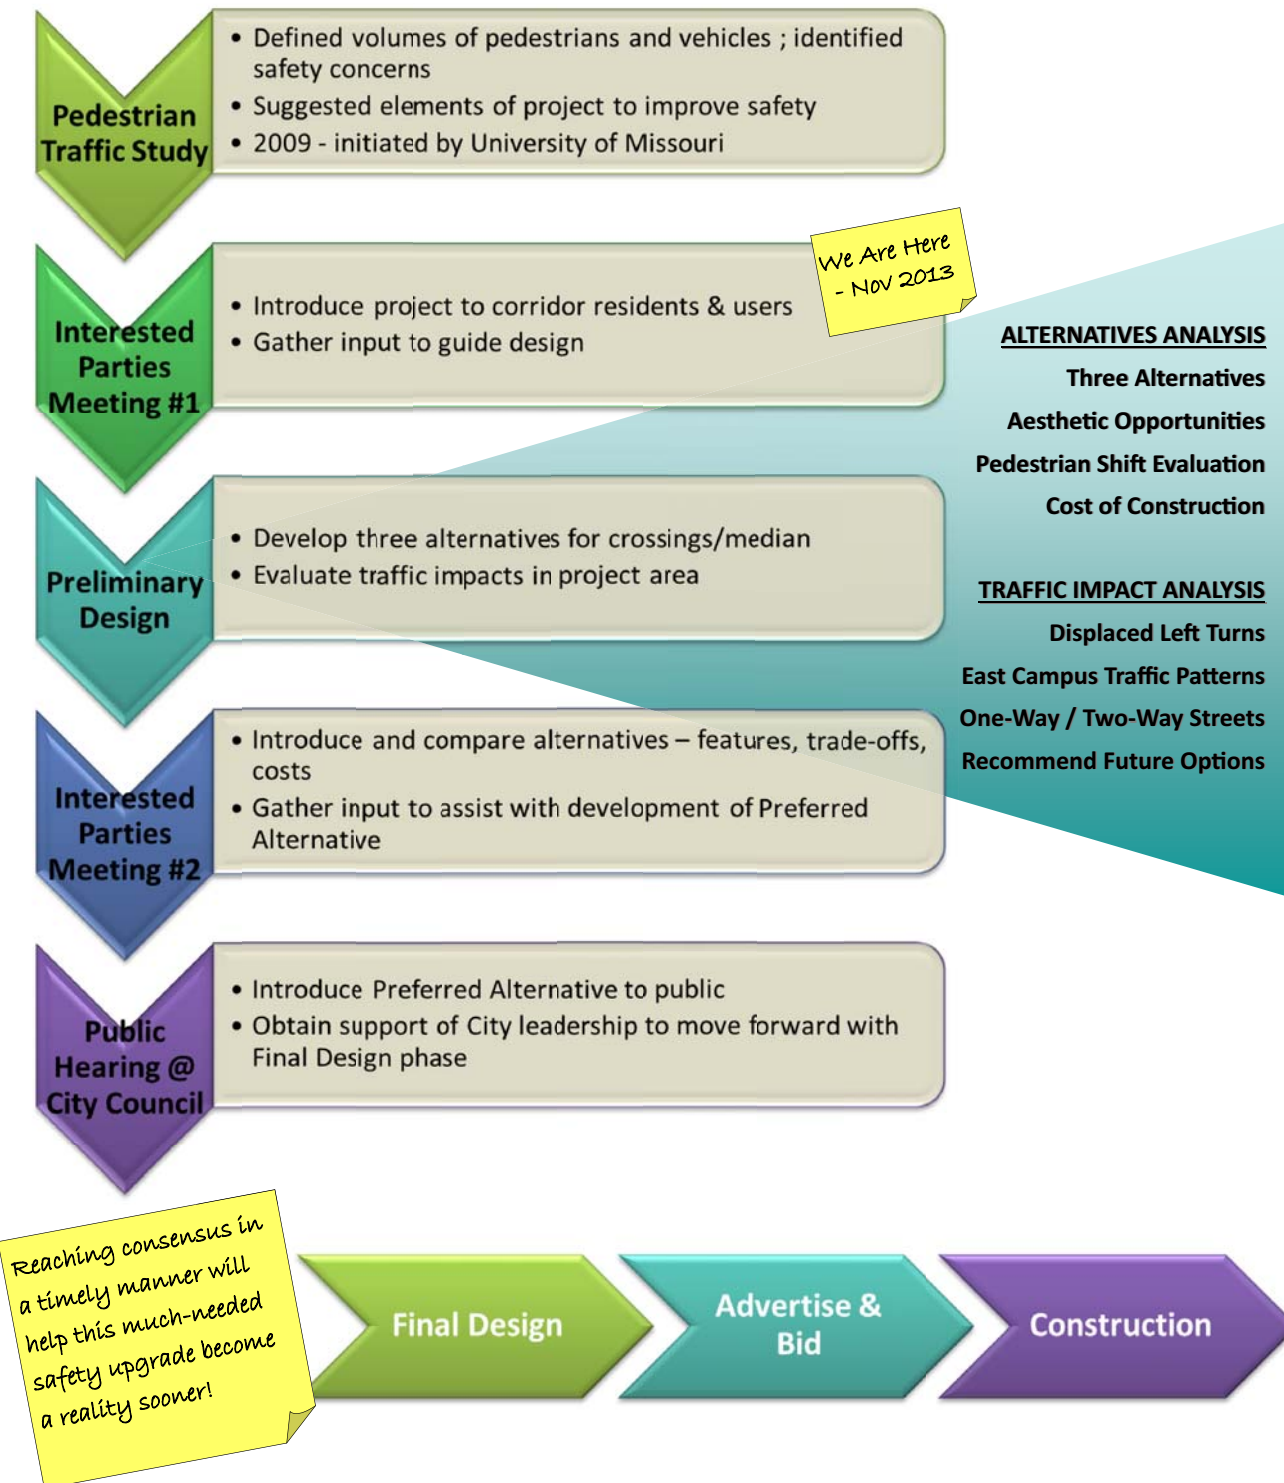 Pedestrian
Traffic Study
• Defined volumes of pedestrians and vehicles ; identified
safety concerns
• Suggested elements of project to improve safety
• 2009 - initiated by University of Missouri
We Are Here
- Nov 2013
Interested
Parties
Meeting #1
• Introduce project to corridor residents & users
• Gather input to guide design
ALTERNATIVES ANALYSIS
Three Alternatives
Aesthetic Opportunities
Pedestrian Shift Evaluation
Cost of Construction
Preliminary
Design
• Develop three alternatives for crossings/median
• Evaluate traffic impacts in project area
TRAFFIC IMPACT ANALYSIS
Displaced Left Turns
East Campus Traffic Patterns
One-Way / Two-Way Streets
Recommend Future Options
Interested
Parties
Meeting #2
• Introduce and compare alternatives – features, trade-offs,
costs
• Gather input to assist with development of Preferred
Alternative
Public
Hearing @
City Council
• Introduce Preferred Alternative to public
• Obtain support of City leadership to move forward with
Final Design phase
Reaching consensus in
a timely manner will
help this much-needed
safety upgrade become
a reality sooner!
Final Design
Advertise &
Bid
Construction